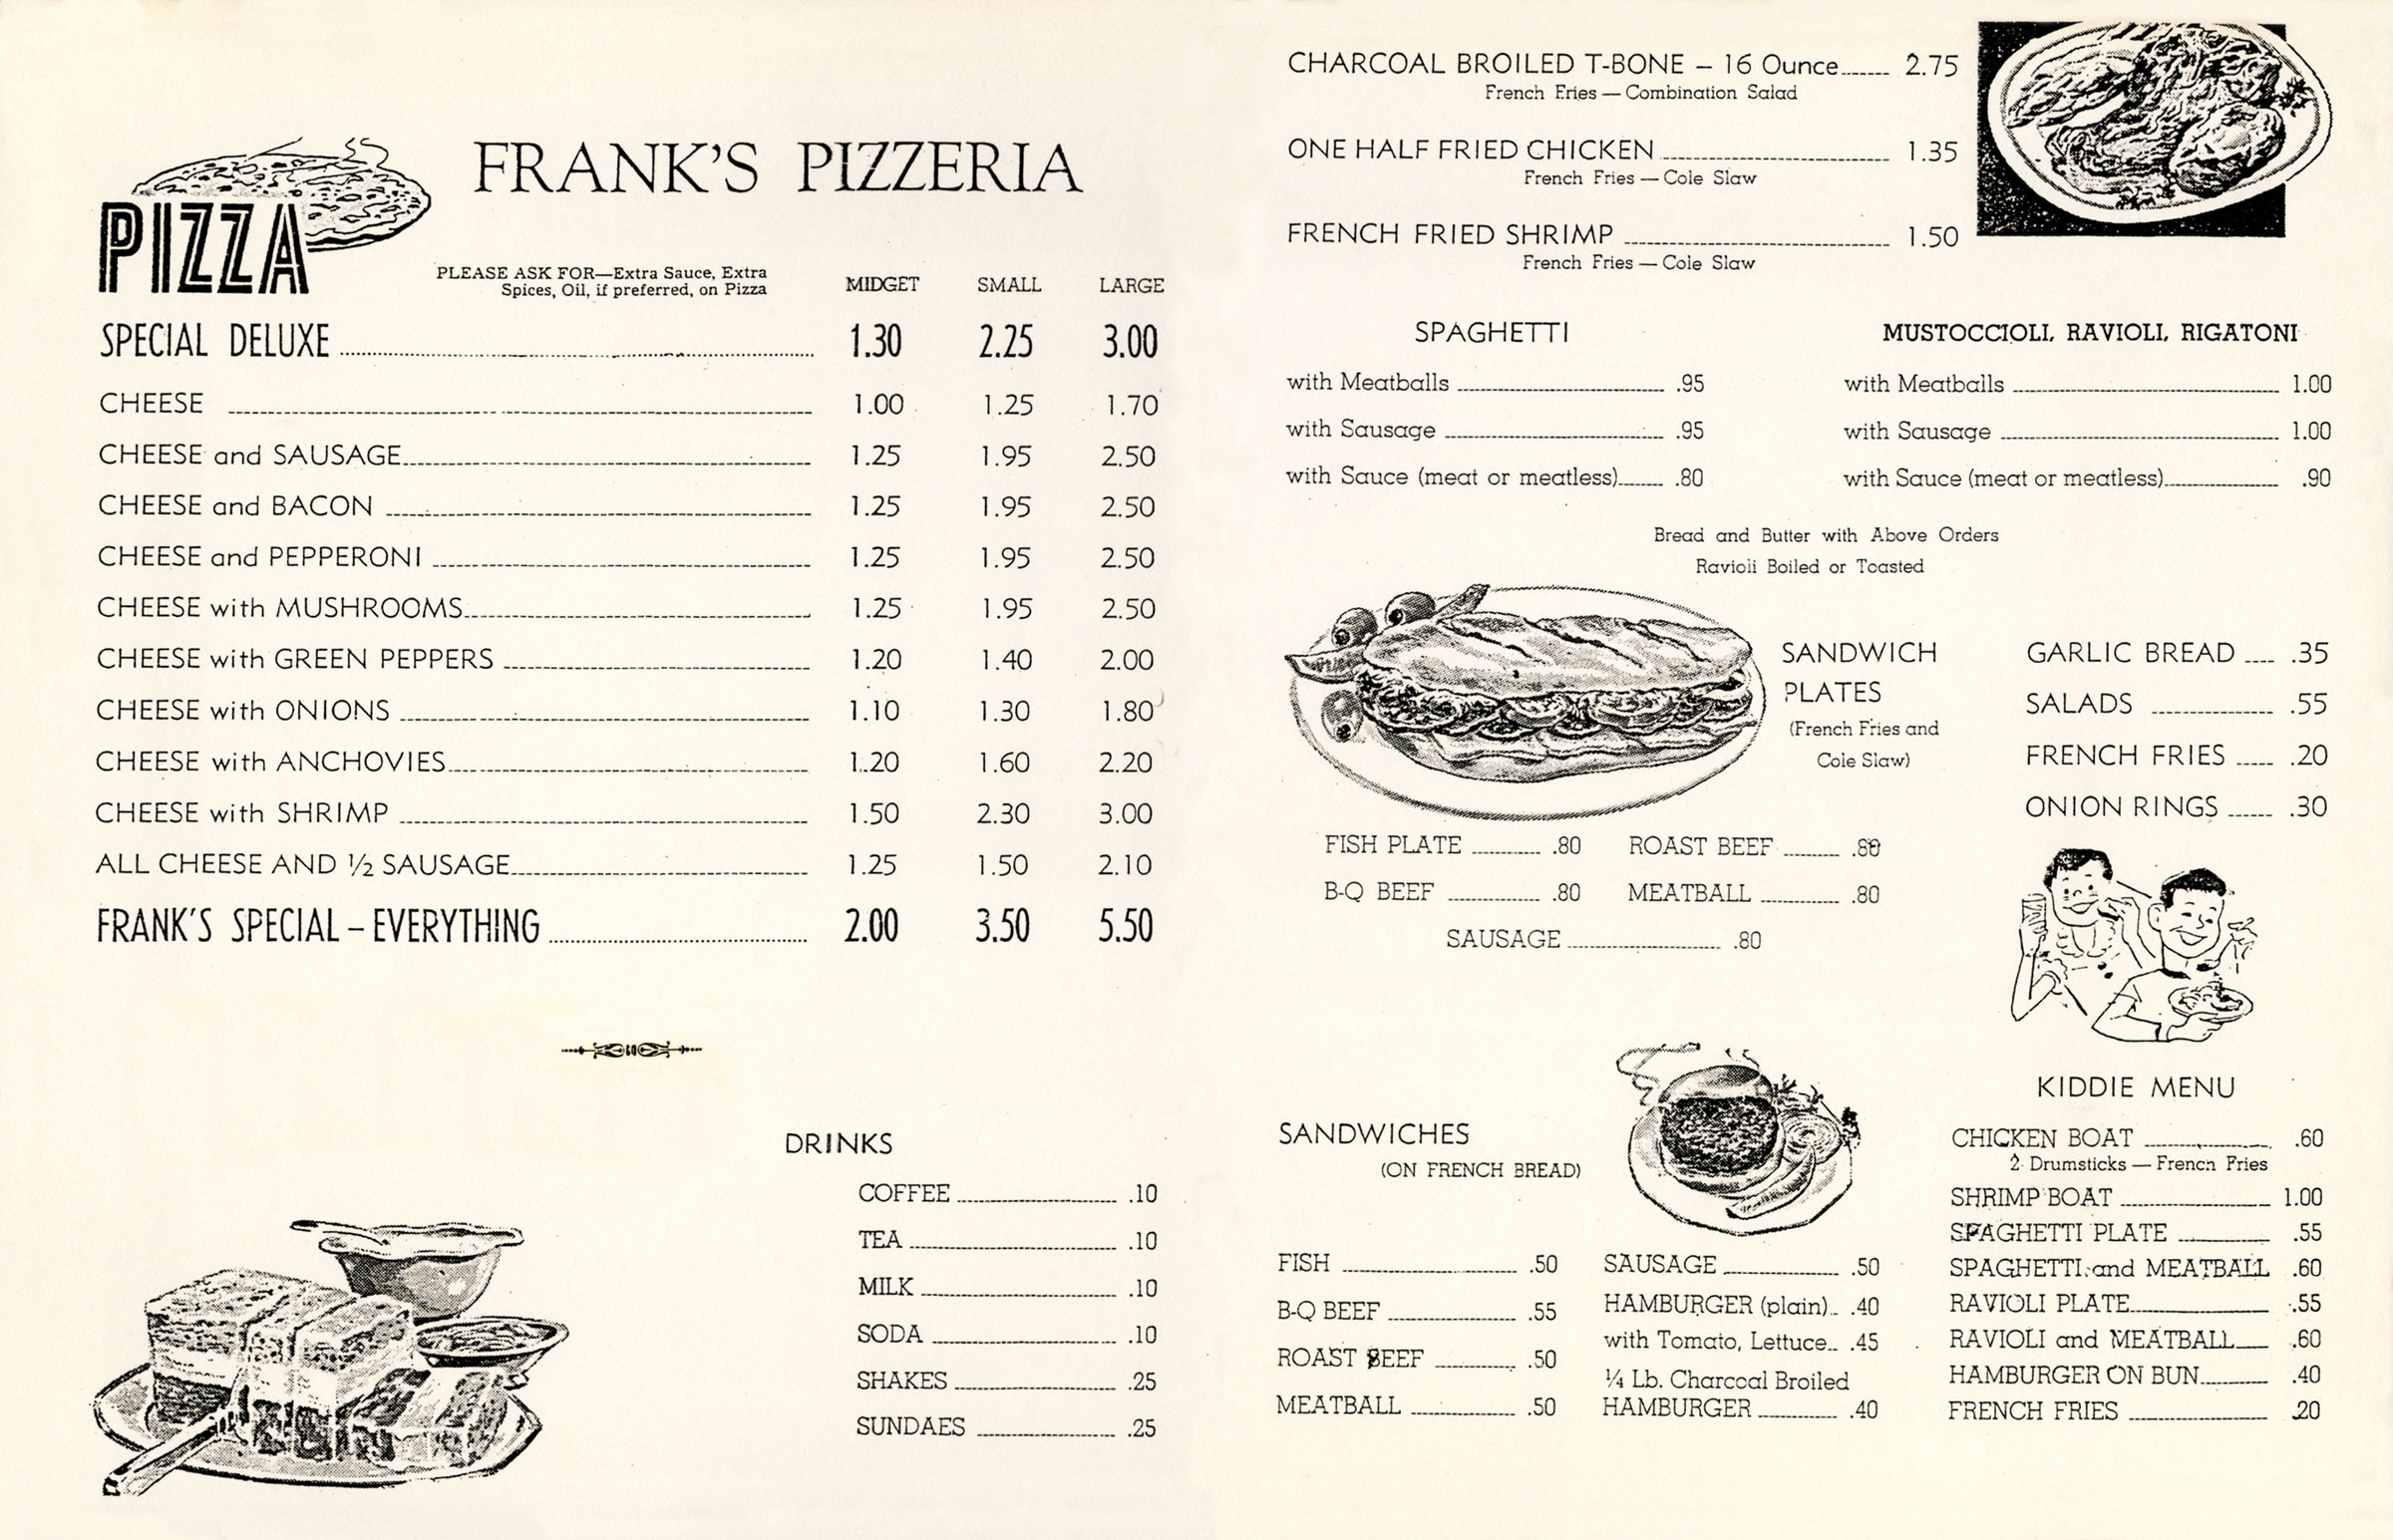 FRANK'S PIZZERIA
PIZZA
PLEASE ASK FOR—Extra Sauce, Extra
Spices, Oil, if preferred, on Pizza
MIDGET SMALL LARGE
SPECIAL DELUXE 1.30 2.25 3.00
CHEESE 1.00 1.25 1.70
CHEESE and SAUSAGE 1.25 1.95 2.50
CHEESE and BACON 1.25 1.95 2.50
CHEESE and PEPPERONI 1.25 1.95 2.50
CHEESE with MUSHROOMS 1.25 1.95 2.50
CHEESE with GREEN PEPPERS 1.20 1.40 2.00
CHEESE with ONIONS 1.10 1.30 1.80
CHEESE with ANCHOVIES 1.20 1.60 2.20
CHEESE with SHRIMP 1.50 2.30 3.00
ALL CHEESE AND ½ SAUSAGE 1.25 1.50 2.10
FRANK'S SPECIAL – EVERYTHING 2.00 3.50 5.50
DRINKS
COFFEE .10
TEA .10
MILK .10
SODA .10
SHAKES .25
SUNDAES .25
CHARCOAL BROILED T-BONE – 16 Ounce 2.75
French Fries — Combination Salad
ONE HALF FRIED CHICKEN 1.35
French Fries — Cole Slaw
FRENCH FRIED SHRIMP 1.50
French Fries — Cole Slaw
SPAGHETTI
with Meatballs .95
with Sausage .95
with Sauce (meat or meatless) .80
MUSTOCCIOLI, RAVIOLI, RIGATONI
with Meatballs 1.00
with Sausage 1.00
with Sauce (meat or meatless) .90
Bread and Butter with Above Orders
Ravioli Boiled or Toasted
SANDWICH
PLATES
(French Fries and
Cole Slaw)
FISH PLATE .80 ROAST BEEF .80
B-Q BEEF .80 MEATBALL .80
SAUSAGE .80
GARLIC BREAD .35
SALADS .55
FRENCH FRIES .20
ONION RINGS .30
SANDWICHES
(ON FRENCH BREAD)
FISH .50
B-Q BEEF .55
ROAST BEEF .50
MEATBALL .50
SAUSAGE .50
HAMBURGER (plain) .40
with Tomato, Lettuce .45
¼ Lb. Charcoal Broiled
HAMBURGER .40
KIDDIE MENU
CHICKEN BOAT .60
2 Drumsticks — French Fries
SHRIMP BOAT 1.00
SPAGHETTI PLATE .55
SPAGHETTI and MEATBALL .60
RAVIOLI PLATE .55
RAVIOLI and MEATBALL .60
HAMBURGER ON BUN .40
FRENCH FRIES .20